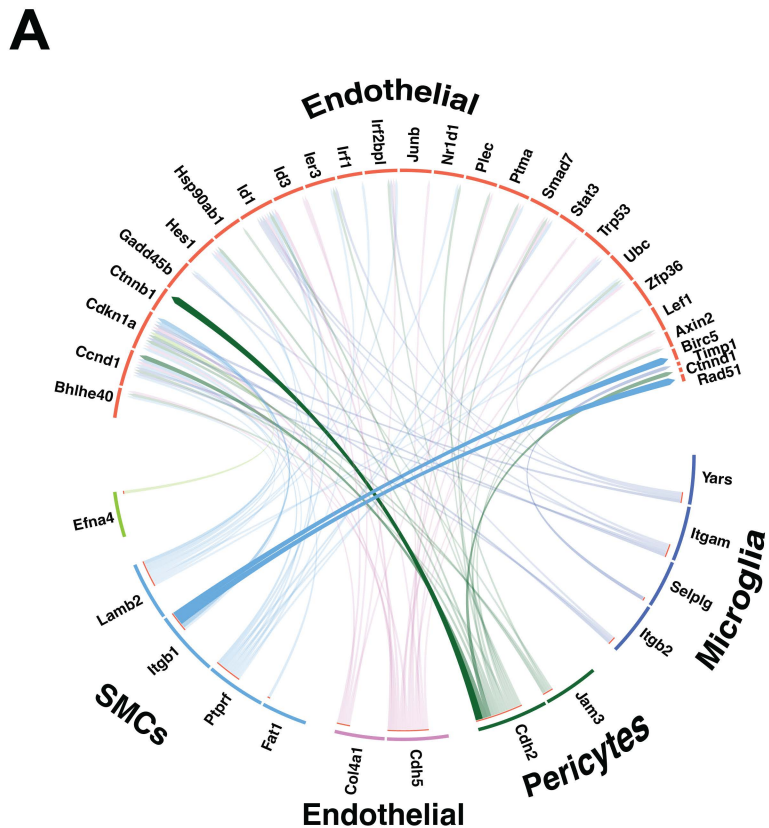 A
Endothelial
Bhlhe40
Ccnd1
Cdkn1a
Ctnnb1
Gadd45b
Hes1
Hsp90ab1
Id1
Id3
Ier3
Irf1
Irf2bpl
Junb
Nr1d1
Plec
Ptma
Smad7
Stat3
Trp53
Ubc
Zfp36
Lef1
Axin2
Birc5
Timp1
Ctnnd1
Rad51
Yars
Itgam
Selplg
Itgb2
Microglia
Jam3
Cdh2
Pericytes
Cdh5
Col4a1
Endothelial
Fat1
Ptprf
Itgb1
Lamb2
SMCs
Efna4